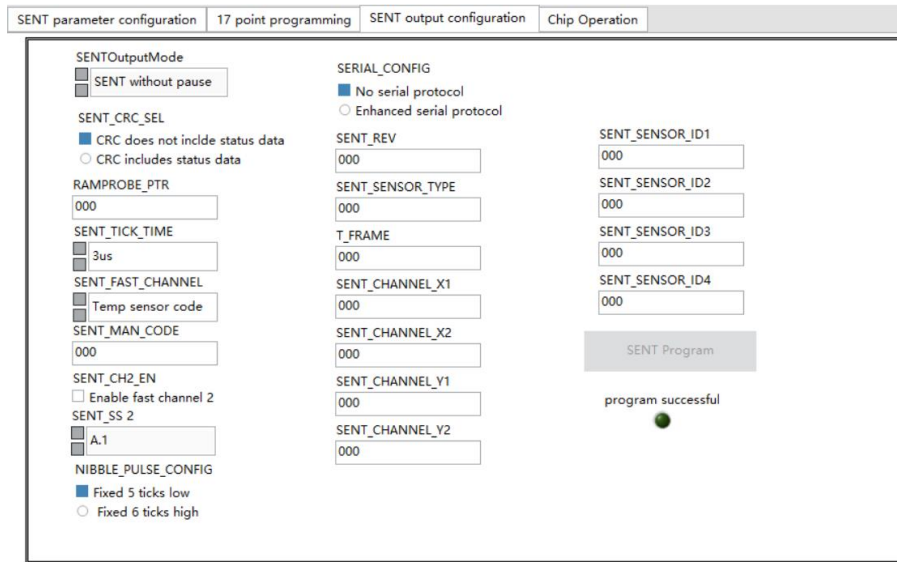 SENT parameter configuration
17 point programming
SENT output configuration
Chip Operation
SENTOutputMode
SENT without pause
SENT_CRC_SEL
CRC does not inclde status data
CRC includes status data
RAMPROBE_PTR
000
SENT_TICK_TIME
3us
SENT_FAST_CHANNEL
Temp sensor code
SENT_MAN_CODE
000
SENT_CH2_EN
Enable fast channel 2
SENT_SS 2
A.1
NIBBLE_PULSE_CONFIG
Fixed 5 ticks low
Fixed 6 ticks high
SERIAL_CONFIG
No serial protocol
Enhanced serial protocol
SENT_REV
000
SENT_SENSOR_TYPE
000
T_FRAME
000
SENT_CHANNEL_X1
000
SENT_CHANNEL_X2
000
SENT_CHANNEL_Y1
000
SENT_CHANNEL_Y2
000
SENT_SENSOR_ID1
000
SENT_SENSOR_ID2
000
SENT_SENSOR_ID3
000
SENT_SENSOR_ID4
000
SENT Program
program successful